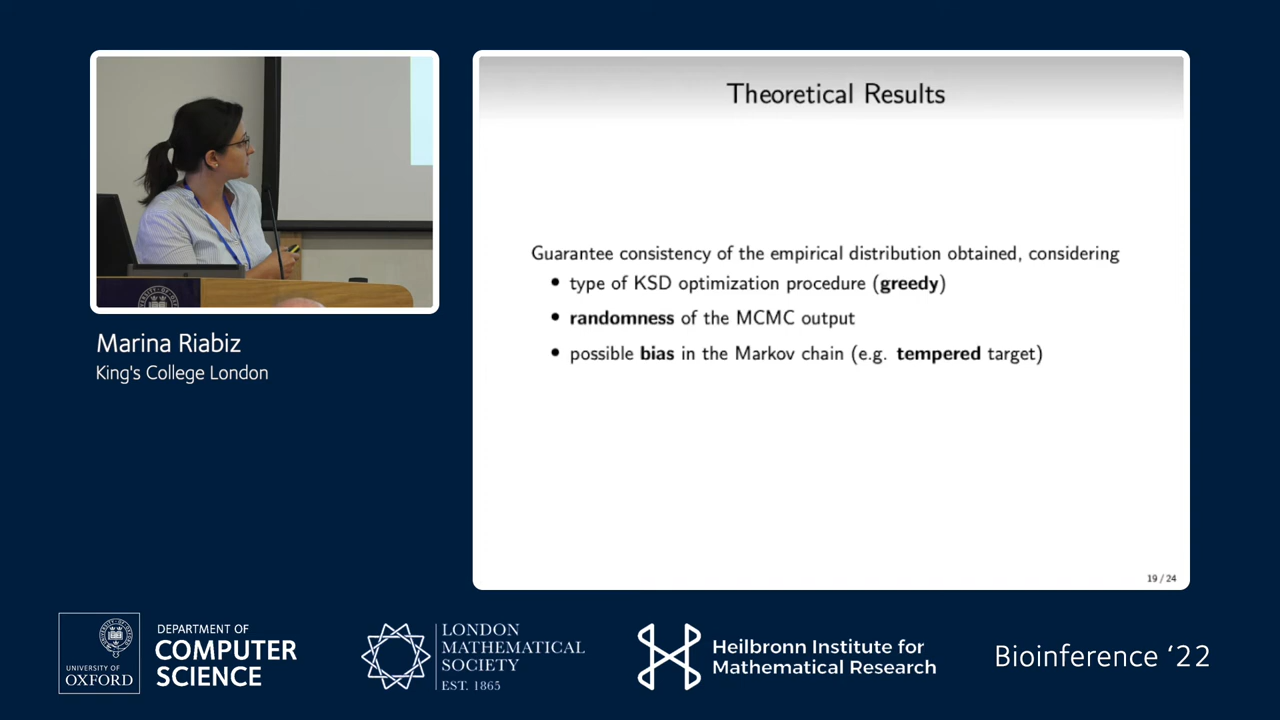 Theoretical Results
Guarantee consistency of the empirical distribution obtained, considering
• type of KSD optimization procedure (greedy)
• randomness of the MCMC output
• possible bias in the Markov chain (e.g. tempered target)
19 / 24
Marina Riabiz
King's College London
UNIVERSITY OF
OXFORD
DEPARTMENT OF
COMPUTER
SCIENCE
LONDON
MATHEMATICAL
SOCIETY
EST. 1865
Heilbronn Institute for
Mathematical Research
Bioinference ‘22